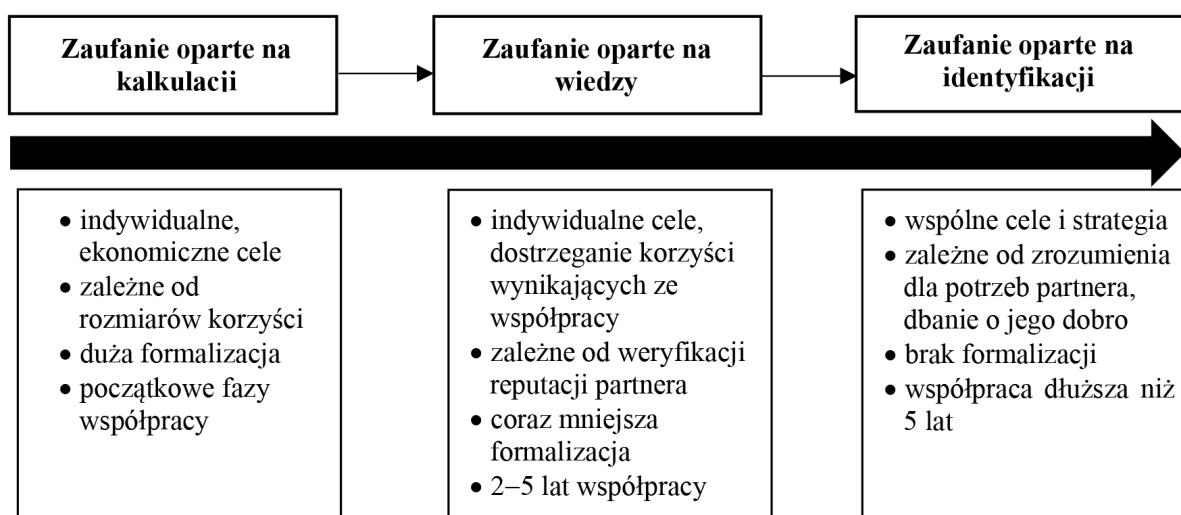 Zaufanie oparte na
kalkulacji
Zaufanie oparte na
wiedzy
Zaufanie oparte na
identyfikacji
• indywidualne,
ekonomiczne cele
• zależne od
rozmiarów korzyści
• duża formalizacja
• początkowe fazy
współpracy
• indywidualne cele,
dostrzeganie korzyści
wynikających ze
współpracy
• zależne od weryfikacji
reputacji partnera
• coraz mniejsza
formalizacja
• 2–5 lat współpracy
• wspólne cele i strategia
• zależne od zrozumienia
dla potrzeb partnera,
dbanie o jego dobro
• brak formalizacji
• współpraca dłuższa niż
5 lat